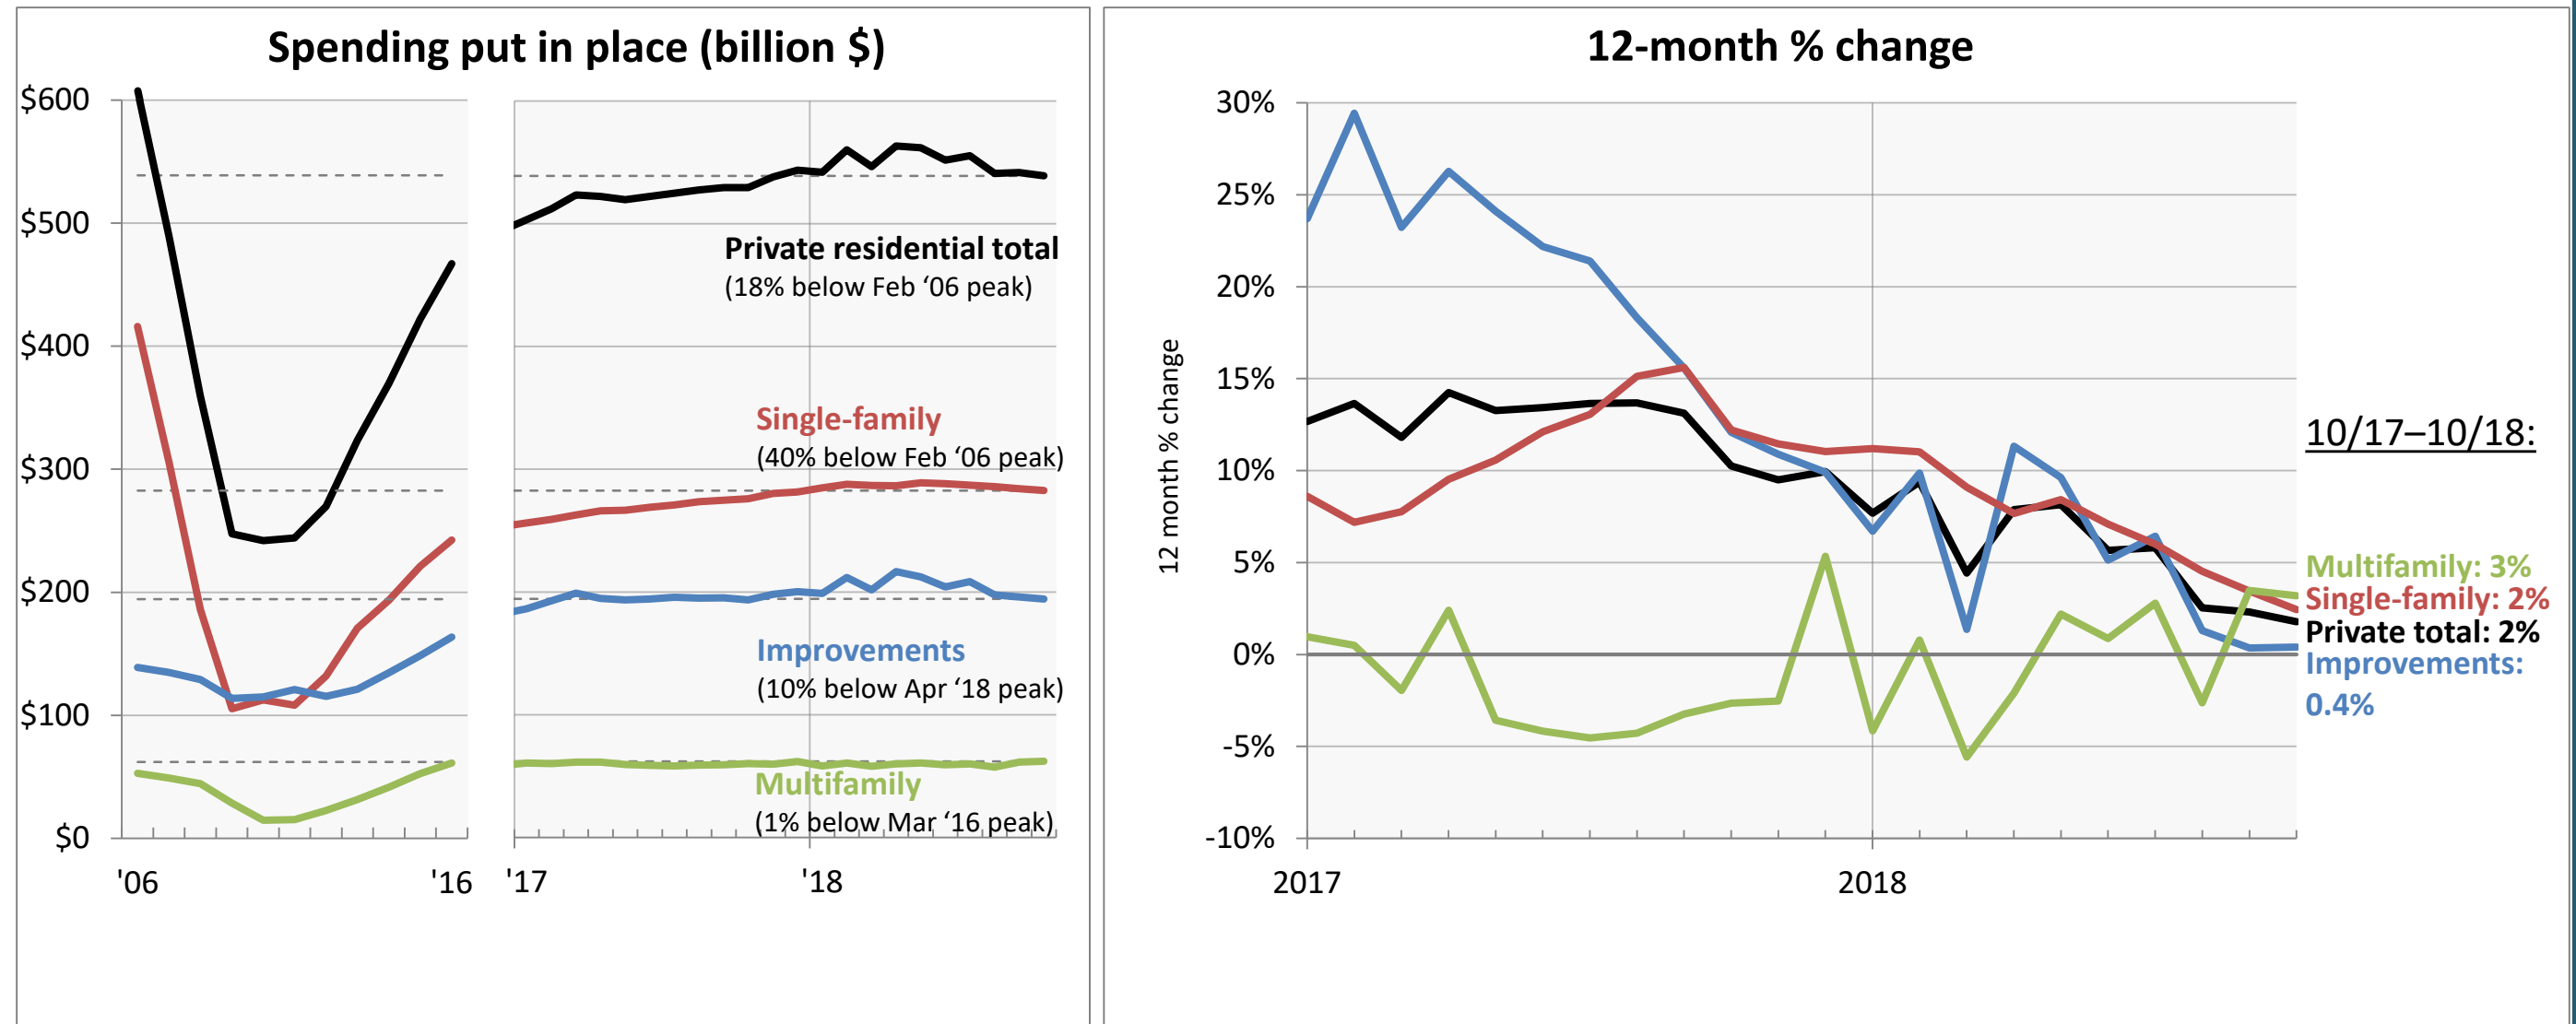 Spending put in place (billion $)
$600
$500
$400
$300
$200
$100
$0
'06
'16
'17
'18
Private residential total
(18% below Feb ‘06 peak)
Single-family
(40% below Feb ‘06 peak)
Improvements
(10% below Apr ‘18 peak)
Multifamily
(1% below Mar ‘16 peak)
12-month % change
12 month % change
30%
25%
20%
15%
10%
5%
0%
-5%
-10%
2017
2018
10/17–10/18:
Multifamily: 3%
Single-family: 2%
Private total: 2%
Improvements:
0.4%